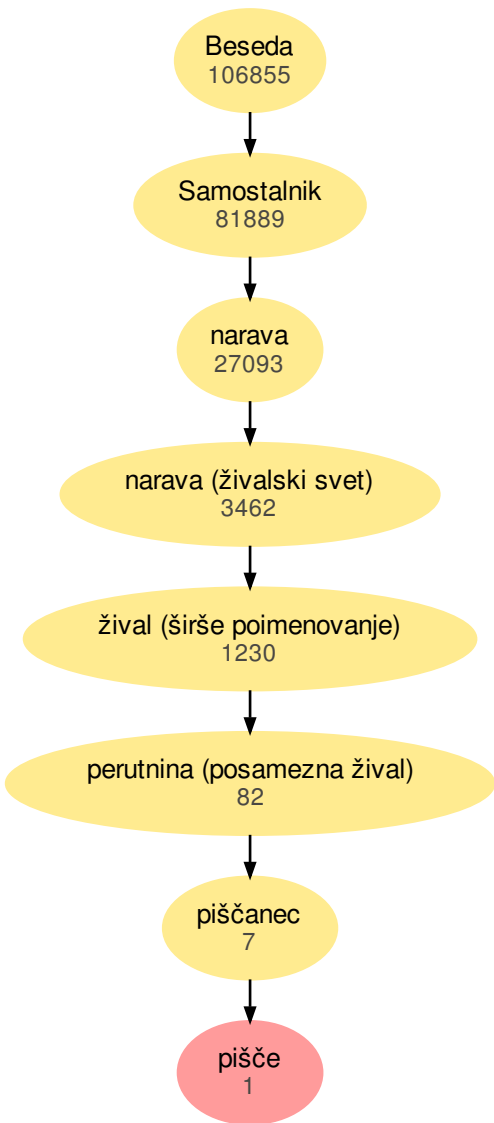 Beseda
106855
Samostalnik
81889
narava
27093
narava (živalski svet)
3462
žival (širše poimenovanje)
1230
perutnina (posamezna žival)
82
piščanec
7
pišče
1